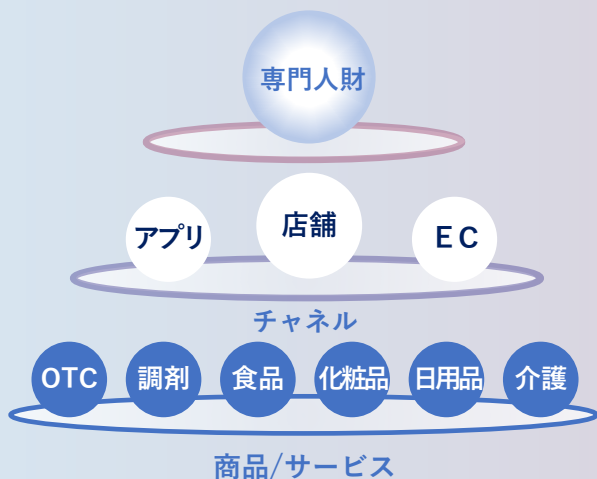 専門人財
アプリ
店舗
ＥＣ
チャネル
OTC
調剤
食品
化粧品
日用品
介護
商品/サービス